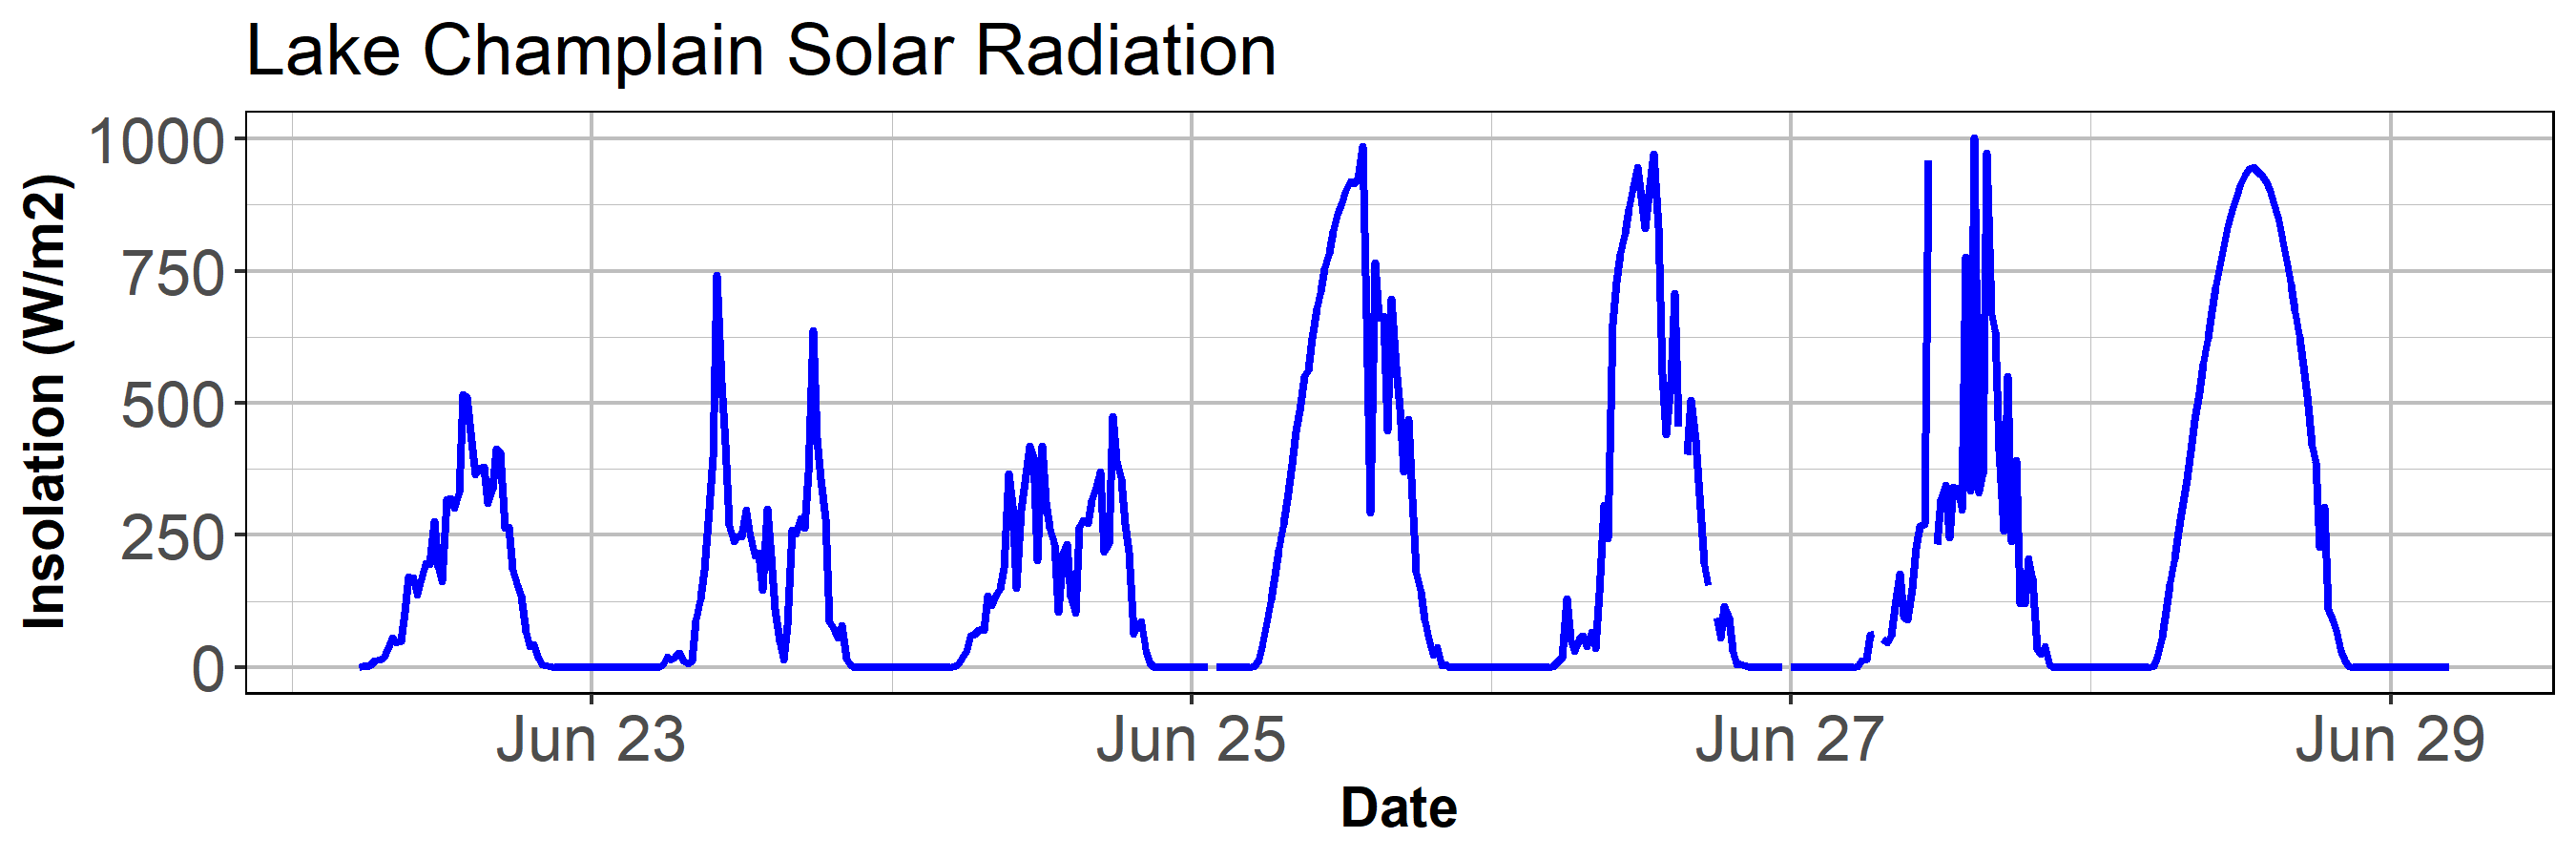 Lake Champlain Solar Radiation
Insolation (W/m2)
1000
750
500
250
0
Jun 23
Jun 25
Jun 27
Jun 29
Date